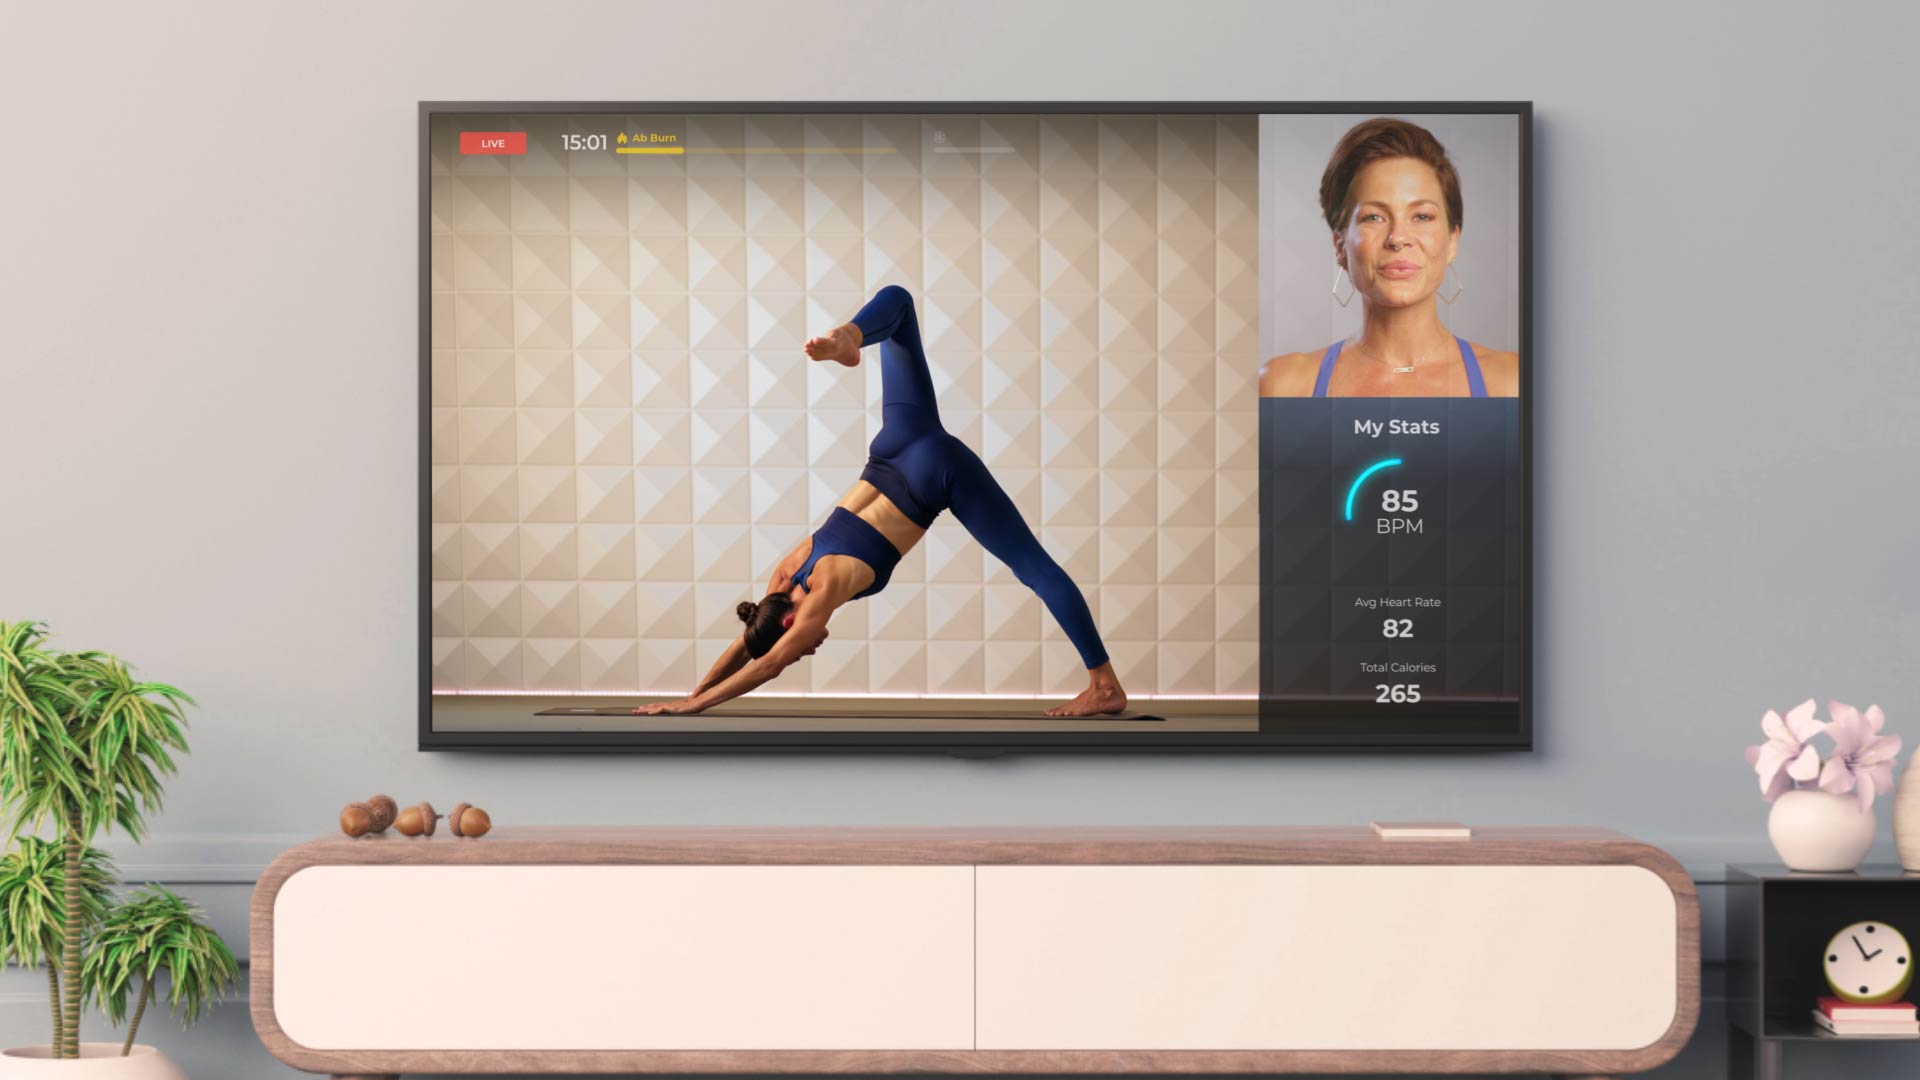 LIVE
15:01
Ab Burn
My Stats
85
BPM
Avg Heart Rate
82
Total Calories
265